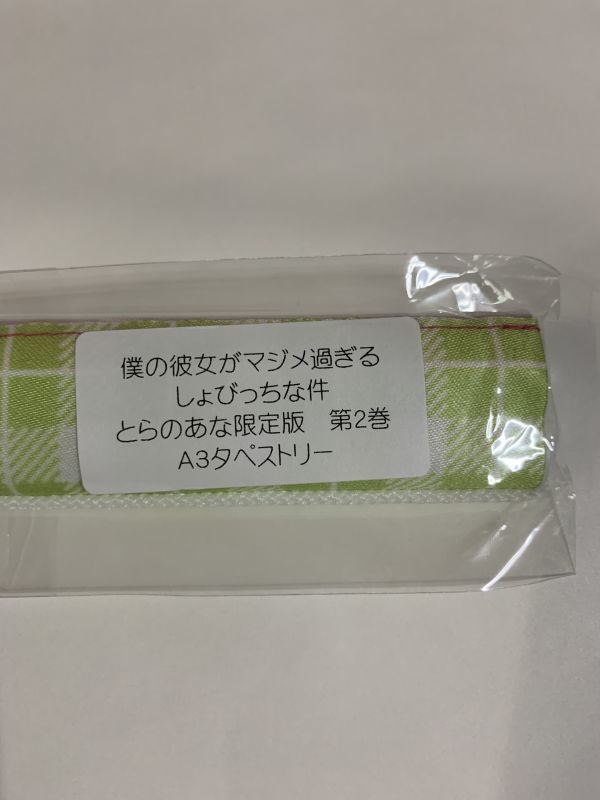 僕の彼女がマジメ過ぎる
しょびっちな件
とらのあな限定版　第2巻
A3タペストリー